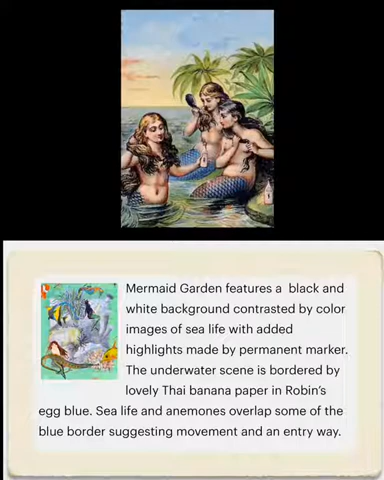 Mermaid Garden features a black and
white background contrasted by color
images of sea life with added
highlights made by permanent marker.
The underwater scene is bordered by
lovely Thai banana paper in Robin's
egg blue. Sea life and anemones overlap some of the
blue border suggesting movement and an entry way.